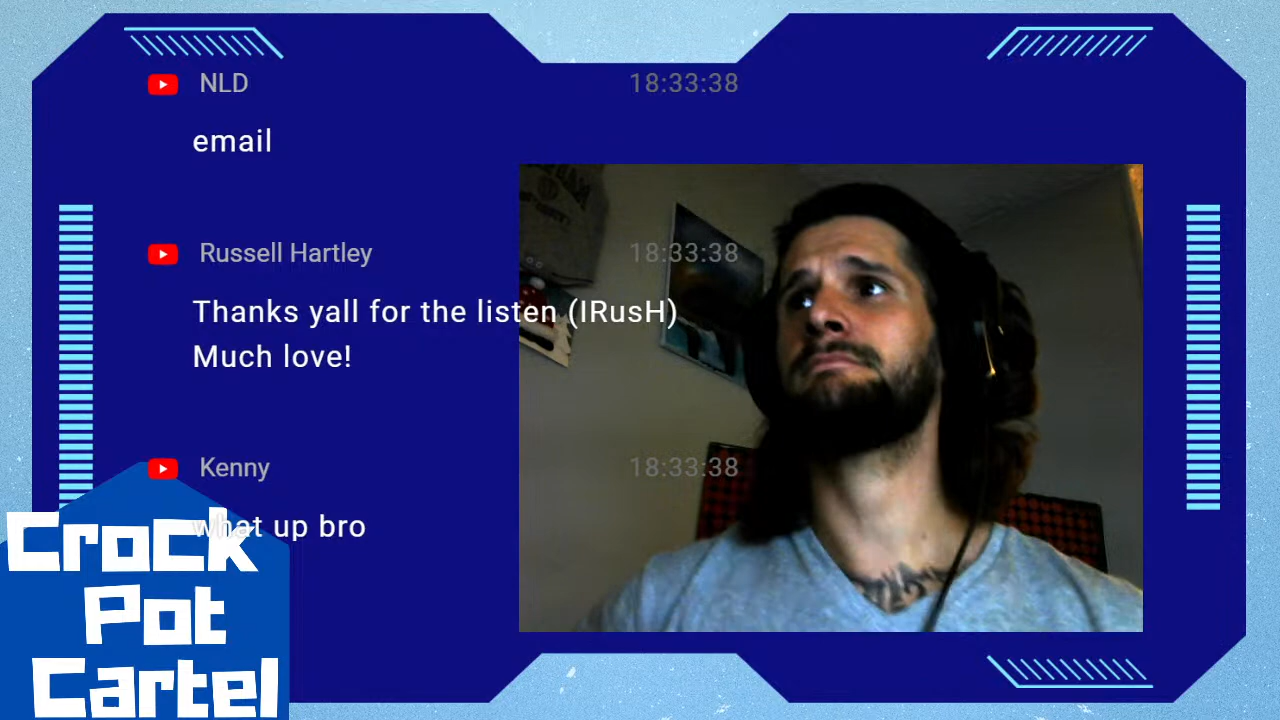 NLD 18:33:38
email
Russell Hartley 18:33:38
Thanks yall for the listen (IRusH)
Much love!
Kenny 18:33:38
what up bro
Crock
Pot
Cartel